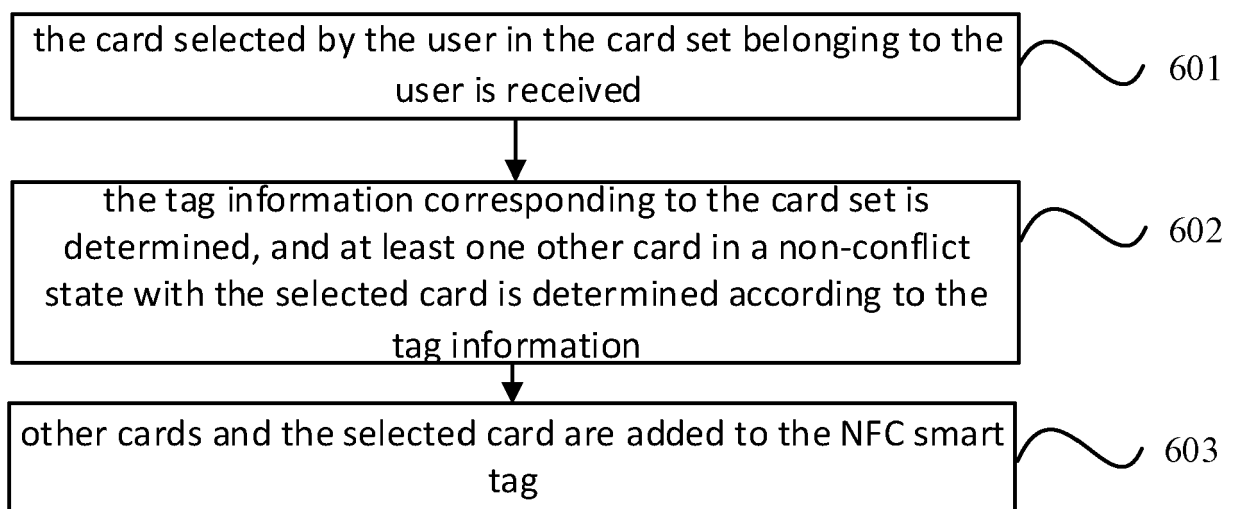 the card selected by the user in the card set belonging to the
user is received
601
the tag information corresponding to the card set is
determined, and at least one other card in a non-conflict
state with the selected card is determined according to the
tag information
602
other cards and the selected card are added to the NFC smart
tag
603